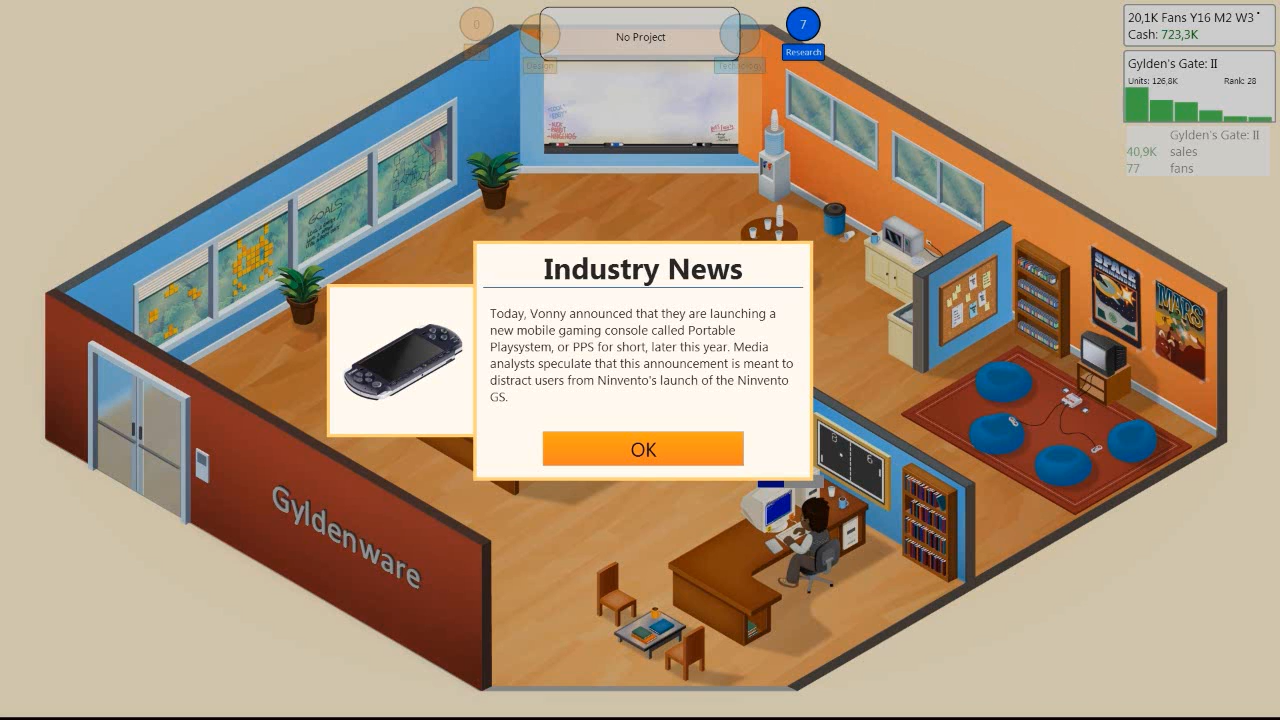 0
No Project
7
Research
Design
Technology
20,1K Fans Y16 M2 W3
Cash: 723,3K
Gylden's Gate: II
Units: 126,8K Rank: 28
Gylden's Gate: II
40,9K sales
77 fans
GOALS:
SPACE
MARS
Industry News
Today, Vonny announced that they are launching a
new mobile gaming console called Portable
Playsystem, or PPS for short, later this year. Media
analysts speculate that this announcement is meant to
distract users from Ninvento's launch of the Ninvento
GS.
OK
8 6
Gyldenware